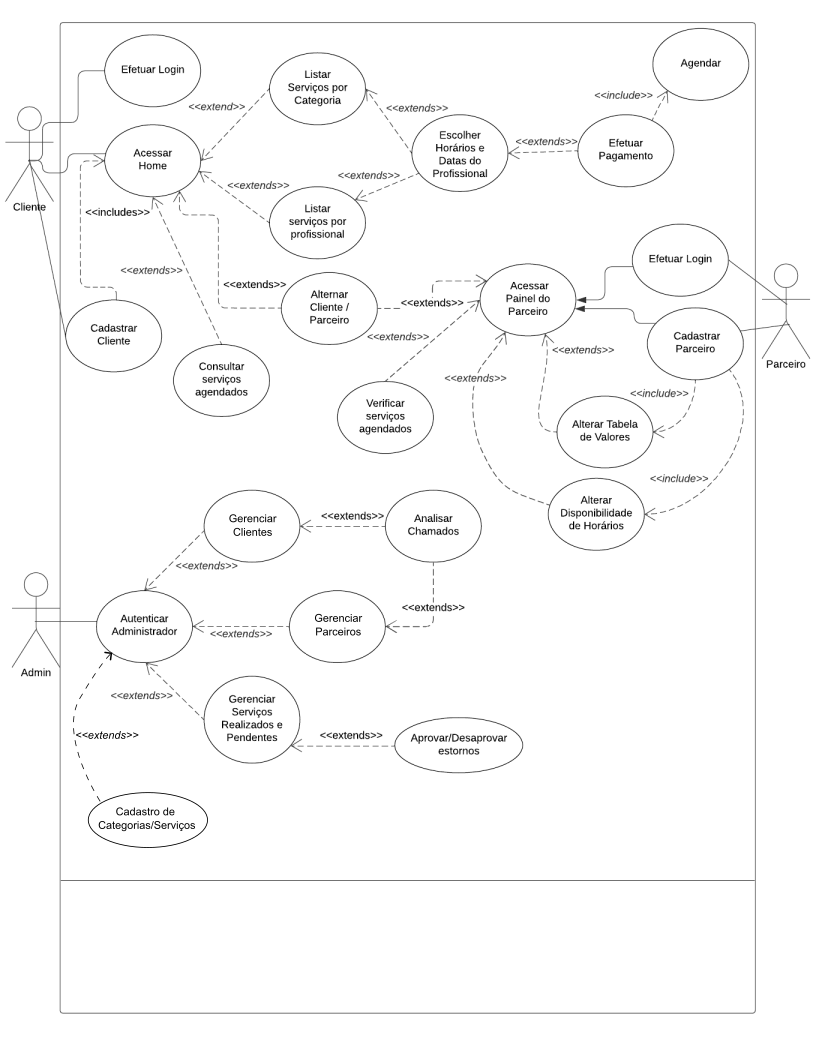 Efetuar Login
Listar
Serviços por
Categoria
Agendar
<<extend>>
<<extends>>
<<include>>
Cliente
Acessar
Home
Escolher
Horários e
Datas do
Profissional
<<extends>>
Efetuar
Pagamento
<<includes>>
<<extends>>
<<extends>>
Listar
serviços por
profissional
<<extends>>
<<extends>>
Alternar
Cliente /
Parceiro
<<extends>>
Acessar
Painel do
Parceiro
Efetuar Login
Cadastrar
Cliente
Consultar
serviços
agendados
<<extends>>
Cadastrar
Parceiro
Parceiro
<<extends>>
<<extends>>
<<include>>
Verificar
serviços
agendados
Alterar Tabela
de Valores
<<include>>
Alterar
Disponibilidade
de Horários
Gerenciar
Clientes
<<extends>>
Analisar
Chamados
<<extends>>
Admin
Autenticar
Administrador
<<extends>>
Gerenciar
Parceiros
<<extends>>
<<extends>>
Gerenciar
Serviços
Realizados e
Pendentes
<<extends>>
<<extends>>
Aprovar/Desaprovar
estornos
Cadastro de
Categorias/Serviços